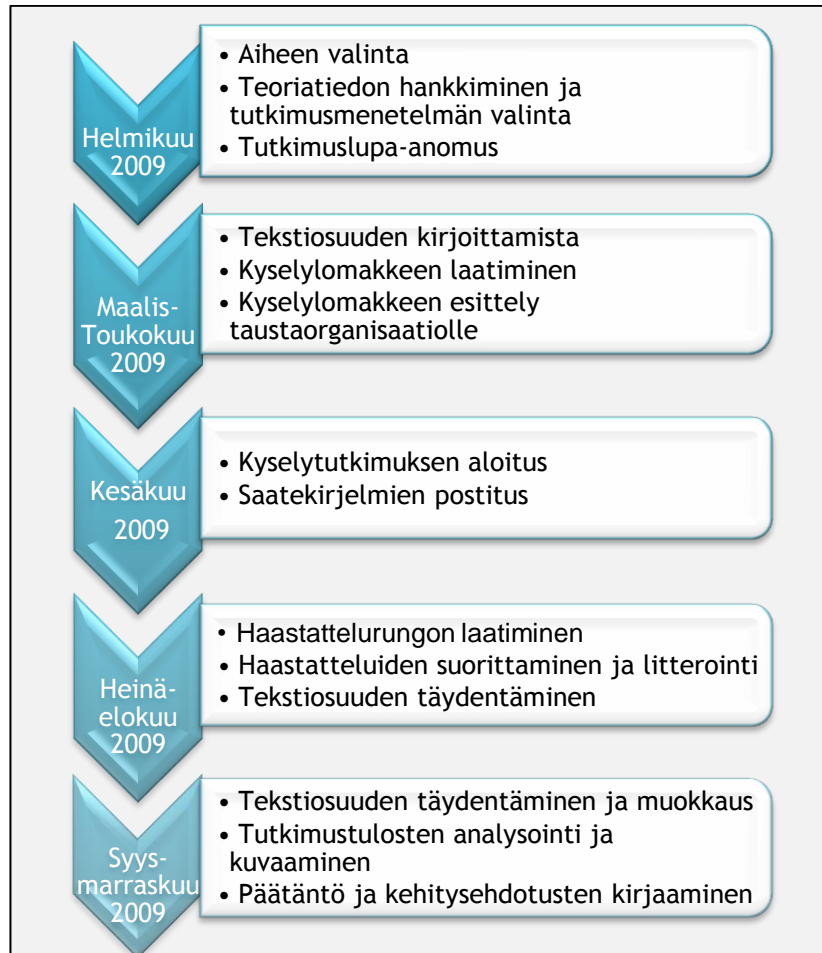 Helmikuu
2009
• Aiheen valinta
• Teoriatiedon hankkiminen ja
tutkimusmenetelmän valinta
• Tutkimuslupa-anomus
Maalis-
Toukokuu
2009
• Tekstiosuuden kirjoittamista
• Kyselylomakkeen laatiminen
• Kyselylomakkeen esittely
taustaorganisaatiolle
Kesäkuu
2009
• Kyselytutkimuksen aloitus
• Saatekirjelmien postitus
Heinä-
elokuu
2009
• Haastattelurungon laatiminen
• Haastatteluiden suorittaminen ja litterointi
• Tekstiosuuden täydentäminen
Syys-
marraskuu
2009
• Tekstiosuuden täydentäminen ja muokkaus
• Tutkimustulosten analysointi ja
kuvaaminen
• Päätäntö ja kehitysehdotusten kirjaaminen